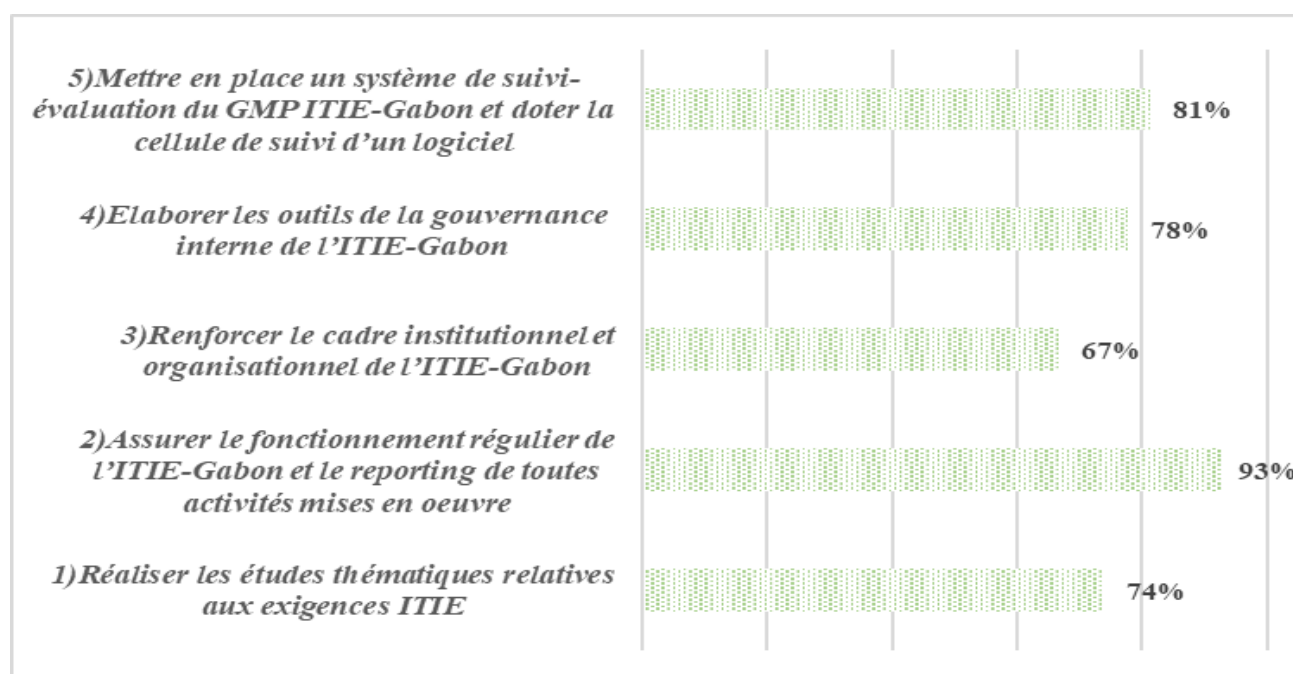 5)Mettre en place un système de suivi-
évaluation du GMP ITIE-Gabon et doter la
cellule de suivi d’un logiciel
81%
4)Elaborer les outils de la gouvernance
interne de l’ITIE-Gabon
78%
3)Renforcer le cadre institutionnel et
organisationnel de l’ITIE-Gabon
67%
2)Assurer le fonctionnement régulier de
l’ITIE-Gabon et le reporting de toutes
activités mises en oeuvre
93%
1)Réaliser les études thématiques relatives
aux exigences ITIE
74%